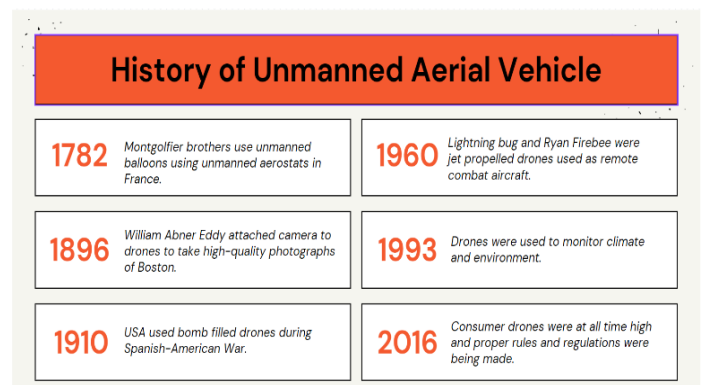 History of Unmanned Aerial Vehicle
1782
Montgolfier brothers use unmanned
balloons using unmanned aerostats in
France.
1960
Lightning bug and Ryan Firebee were
jet propelled drones used as remote
combat aircraft.
1896
William Abner Eddy attached camera to
drones to take high-quality photographs
of Boston.
1993
Drones were used to monitor climate
and environment.
1910
USA used bomb filled drones during
Spanish-American War.
2016
Consumer drones were at all time high
and proper rules and regulations were
being made.